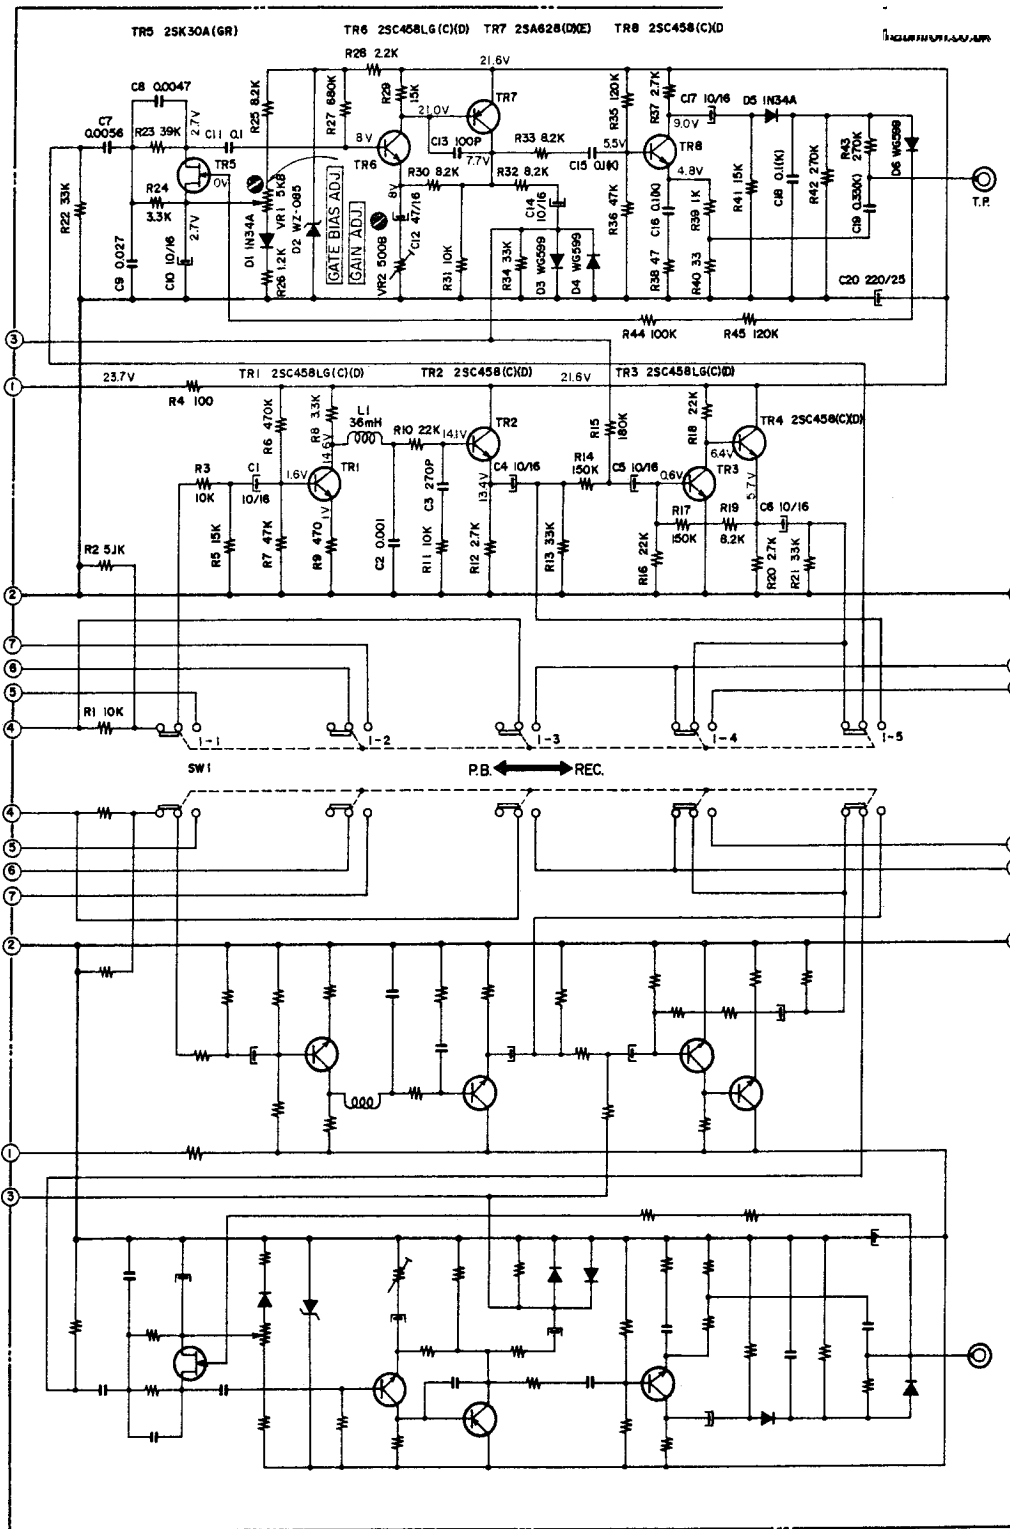 TR5 2SK30A(GR)
TR6 2SC458LG(C)(D) TR7 2SA628(D)(E) TR8 2SC458(C)(D
R28 2.2K
21.6V
C8 0.0047
R25 8.2K
R27 680K
R29
15K
21.0V
TR7
R35
120K
R37 2.7K
C17 10/16
D5 1N34A
C7
0.0056
R23 39K
2.7V
C11 0.1
8V
TR6
C13 100P
7.7V
R33 8.2K
5.5V
C15 0.1(K)
9.0V
TR8
R43
270K
D6 WG599
TR5
0V
R22 33K
R24
3.3K
2.7V
VR1 5KB
D1 1N34A
R26 1.2K
D2 WZ-085
GATE BIAS ADJ.
GAIN ADJ.
8V
R30 8.2K
R32 8.2K
C12 47/16
VR2 500B
R31 10K
C14
10/16
R34 33K
D3 WG599
D4 WG599
R36 47K
4.8V
C16 0.1(K)
R38 47
R39 1K
R40 33
R41 15K
C18 0.1(K)
R42 270K
C19 0.33(K)
T.P.
C9 0.027
C10 10/16
C20 220/25
R44 100K
R45 120K
3
1
23.7V
R4 100
TR1 2SC458LG(C)(D)
TR2 2SC458(C)(D)
21.6V
TR3 2SC458LG(C)(D)
R6 470K
R8 3.3K
L1
36mH
R10 22K
14.1V
TR2
R15
180K
22K
R18
TR4 2SC458(C)(D)
14.6V
6.4V
R3
10K
C1
10/16
1.6V
TR1
1V
C3 270P
13.4V
C4 10/16
R14
150K
C5 10/16
0.6V
TR3
5.7V
R17
150K
R19
8.2K
C6 10/16
R2 5.1K
R5 15K
R7 47K
R9 470
C2 0.001
R11 10K
R12 2.7K
R13 33K
R16 22K
R20 2.7K
R21 33K
2
7
6
5
4
R1 10K
1-1
1-2
1-3
1-4
1-5
SW1
P.B.
REC.
4
5
6
7
2
1
3